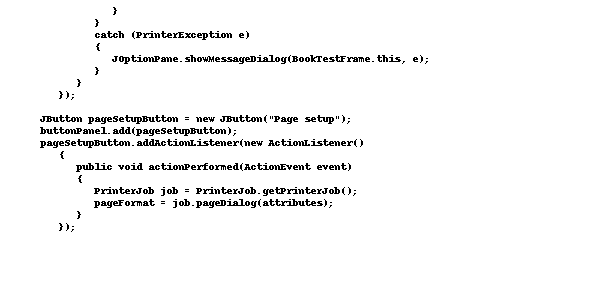 }
}
catch (PrinterException e)
{
JOptionPane.showMessageDialog(BookTestFrame.this, e);
}
}
});
JButton pageSetupButton = new JButton("Page setup");
buttonPanel.add(pageSetupButton);
pageSetupButton.addActionListener(new ActionListener()
{
public void actionPerformed(ActionEvent event)
{
PrinterJob job = PrinterJob.getPrinterJob();
pageFormat = job.pageDialog(attributes);
}
});